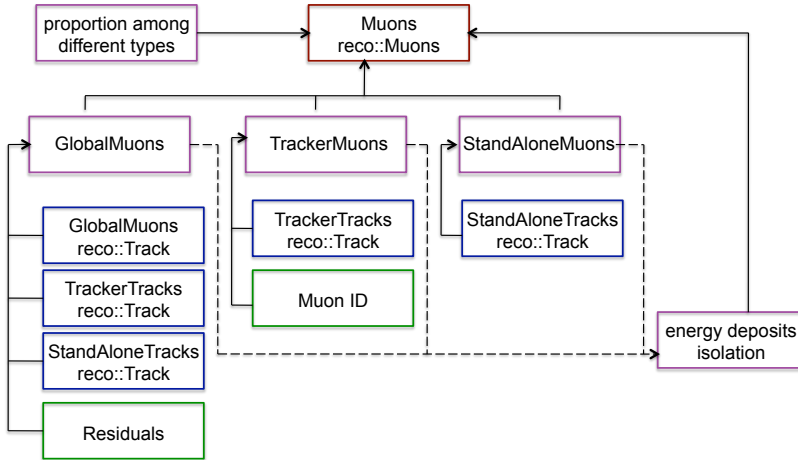 proportion among
different types
Muons
reco::Muons
GlobalMuons
TrackerMuons
StandAloneMuons
GlobalMuons
reco::Track
TrackerTracks
reco::Track
StandAloneTracks
reco::Track
Residuals
TrackerTracks
reco::Track
Muon ID
StandAloneTracks
reco::Track
energy deposits
isolation